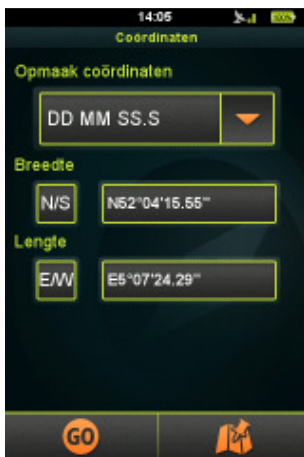 14:05 100%
Coördinaten
Opmaak coördinaten
DD MM SS.S
Breedte
N/S N52°04'15.55"
Lengte
E/W E5°07'24.29"
GO